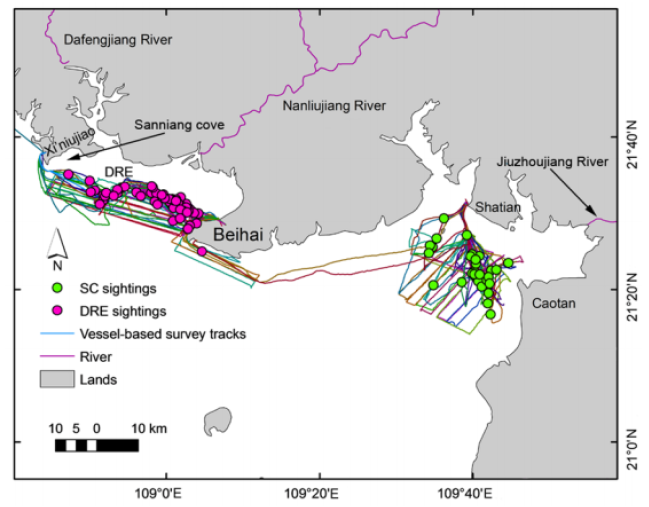 Dafengjiang River
Nanliujiang River
Sanniang cove
Xi'niujiao
Jiuzhoujiang River
DRE
Shatian
Beihai
Caotan
N
SC sightings
DRE sightings
Vessel-based survey tracks
River
Lands
10 5 0 10 km
21°40'N
21°20'N
21°0'N
109°0'E
109°20'E
109°40'E